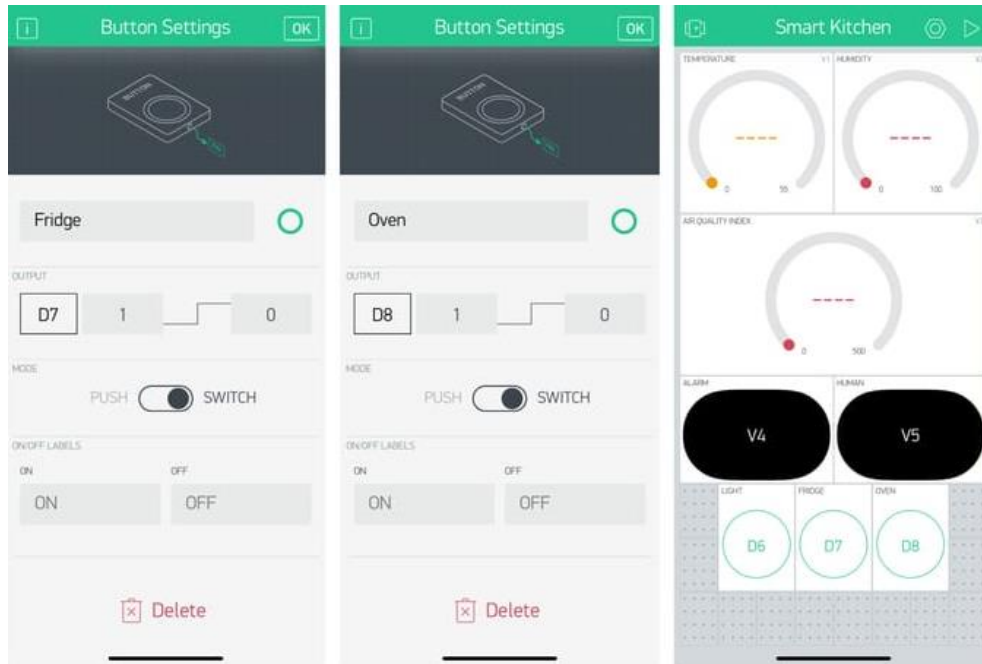 i Button Settings OK
BUTTON
Fridge
OUTPUT
D7 1 0
MODE
PUSH SWITCH
ON/OFF LABELS
ON OFF
ON OFF
Delete
i Button Settings OK
BUTTON
Oven
OUTPUT
D8 1 0
MODE
PUSH SWITCH
ON/OFF LABELS
ON OFF
ON OFF
Delete
Smart Kitchen
TEMPERATURE V1 HUMIDITY
---- ----
0 55 0 100
AIR QUALITY INDEX
----
0 500
ALARM HUMAN
V4 V5
LIGHT FRIDGE OVEN
D6 D7 D8